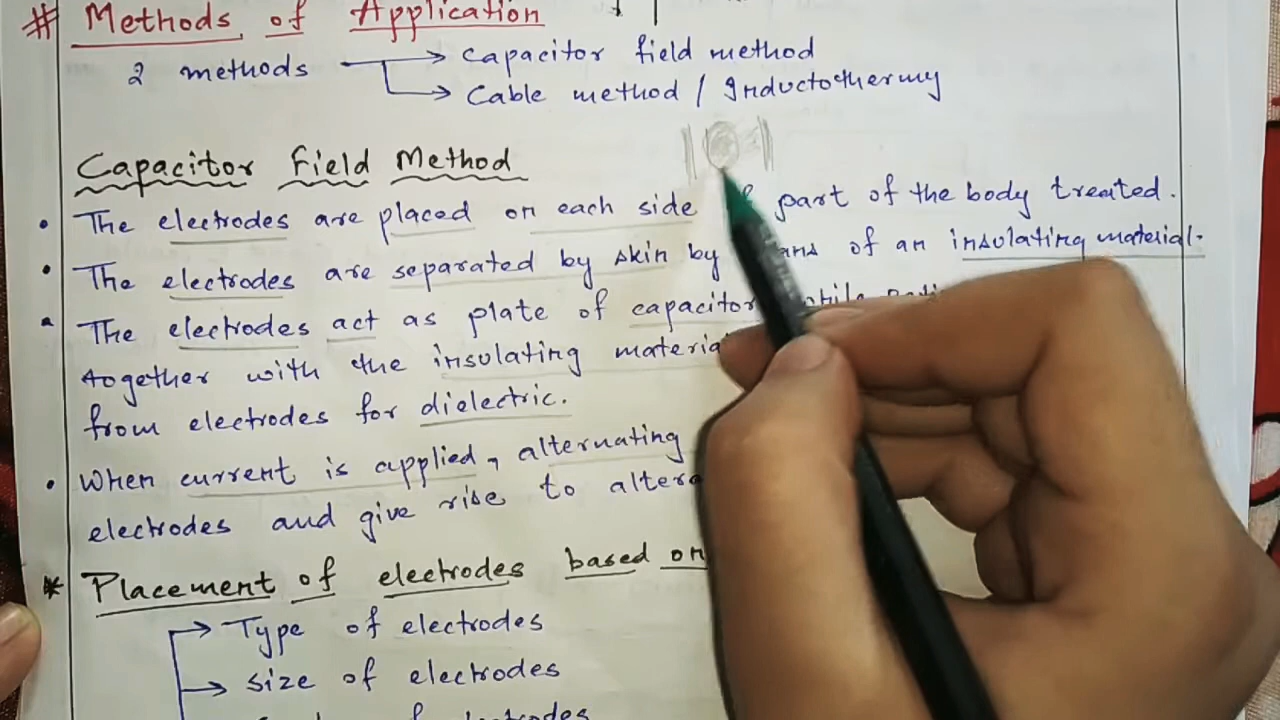 # Methods of Application
2 methods → Capacitor field method
→ Cable method / Inductothermy
Capacitor Field Method
• The electrodes are placed on each side part of the body treated.
• The electrodes are separated by skin by of an insulating material.
• The electrodes act as plate of capacitor
together with the insulating
from electrodes for dielectric.
• When current is applied, alternating
electrodes and give rise to
* Placement of electrodes based on
→ Type of electrodes
→ Size of electrodes